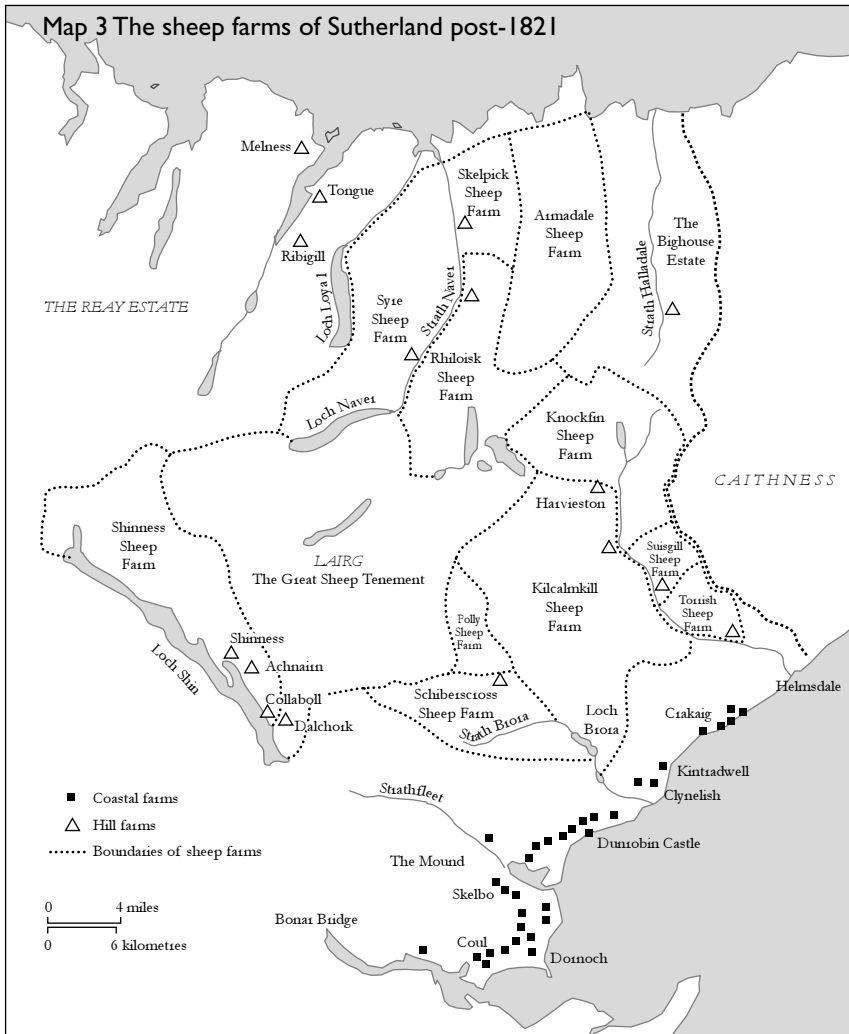 Map 3 The sheep farms of Sutherland post-1821
Melness
Tongue
Ribigill
THE REAY ESTATE
Loch Loyal
Skelpick
Sheep
Farm
Armadale
Sheep
Farm
The
Bighouse
Estate
Strath Halladale
Strath Naver
Syre
Sheep
Farm
Rhiloisk
Sheep
Farm
Loch Naver
Knockfin
Sheep
Farm
Harvieston
CAITHNESS
Shinness
Sheep
Farm
LAIRG
The Great Sheep Tenement
Kilcalmkill
Sheep
Farm
Suisgill
Sheep
Farm
Torrish
Sheep
Farm
Polly
Sheep
Farm
Shinness
Achnairn
Loch Shin
Collaboll
Dalchork
Schiberscross
Sheep Farm
Strath Brora
Loch
Brora
Helmsdale
Crakaig
Kintradwell
Clynelish
Strathfleet
Dunrobin Castle
The Mound
Skelbo
Bonar Bridge
Coul
Dornoch
Coastal farms
Hill farms
Boundaries of sheep farms
0 4 miles
0 6 kilometres